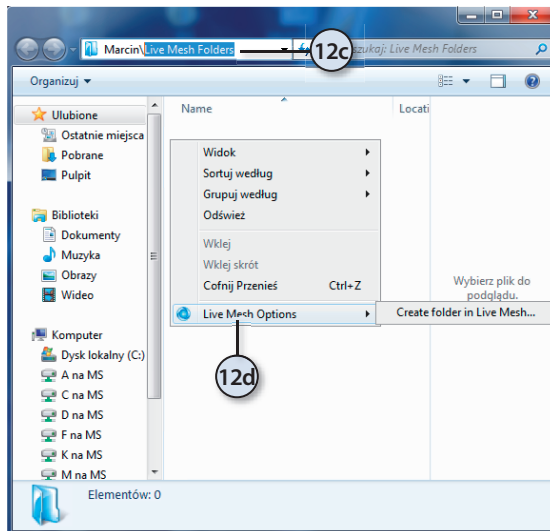 Marcin\Live Mesh Folders
12c
szukaj: Live Mesh Folders
Organizuj
Ulubione
Ostatnie miejsca
Pobrane
Pulpit
Biblioteki
Dokumenty
Muzyka
Obrazy
Wideo
Komputer
Dysk lokalny (C:)
A na MS
C na MS
D na MS
F na MS
K na MS
M na MS
Name
Locati
Widok
Sortuj według
Grupuj według
Odśwież
Wklej
Wklej skrót
Cofnij Przenieś Ctrl+Z
Live Mesh Options
Create folder in Live Mesh...
12d
Wybierz plik do
podglądu.
Elementów: 0